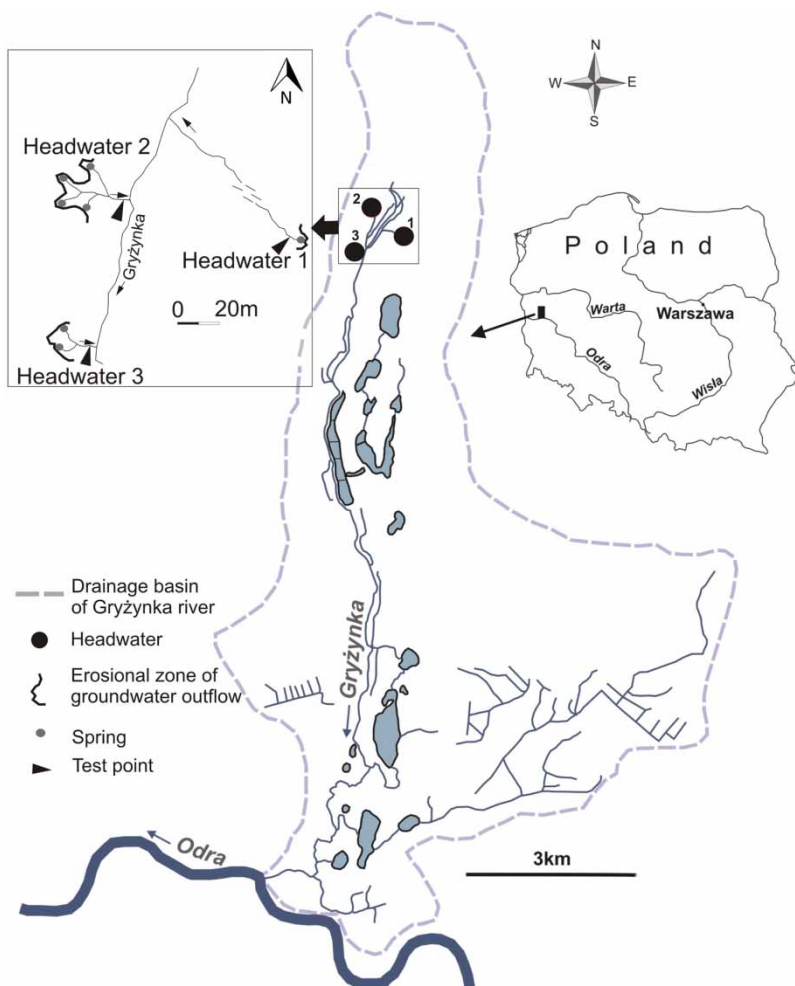 N
Headwater 2
Gryżynka
Headwater 1
0 20m
Headwater 3
2
1
3
N
W E
S
Poland
Warta
Warszawa
Odra
Wisła
Drainage basin
of Gryżynka river
Headwater
Erosional zone of
groundwater outflow
Spring
Test point
Gryżynka
Odra
3km